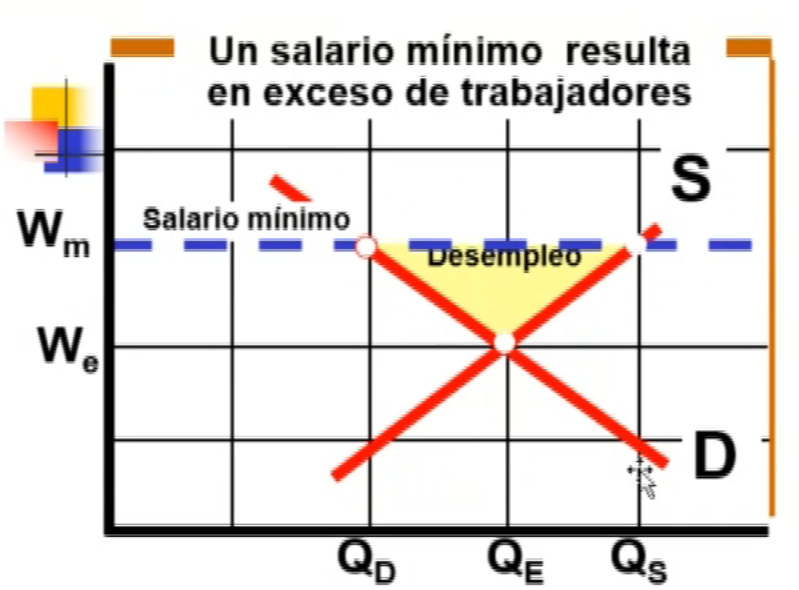 Un salario mínimo resulta
en exceso de trabajadores
S
Salario mínimo
Wm
Desempleo
We
D
QD QE QS